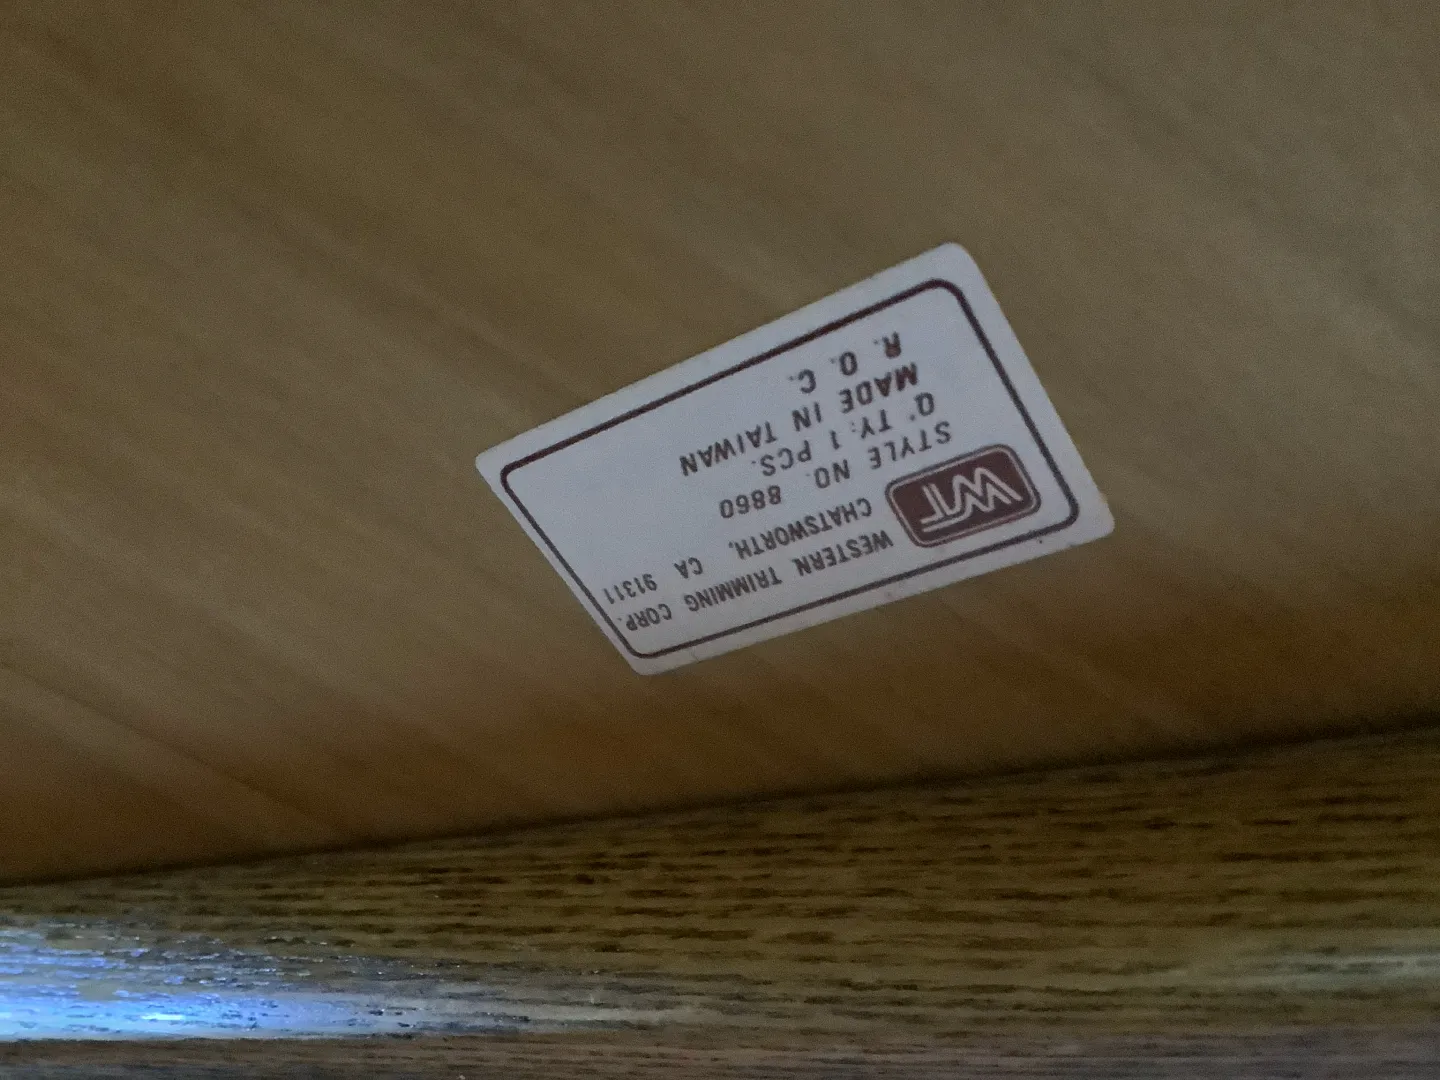 WT
WESTERN TRIMMING CORP.
CHATSWORTH, CA 91311
STYLE NO. 8860
Q'TY: 1 PCS.
MADE IN TAIWAN
R. O. C.